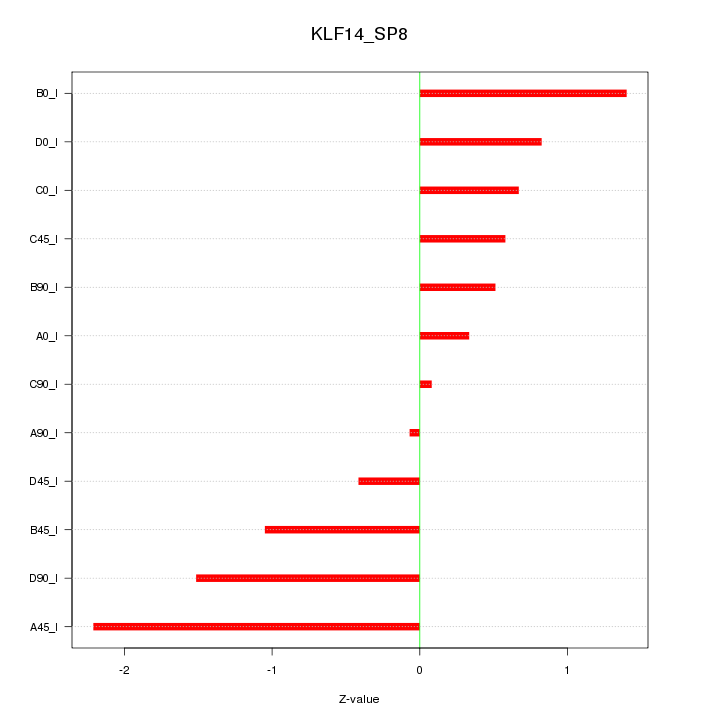 KLF14_SP8
B0_I
D0_I
C0_I
C45_I
B90_I
A0_I
C90_I
A90_I
D45_I
B45_I
D90_I
A45_I
-2 -1 0 1
Z-value